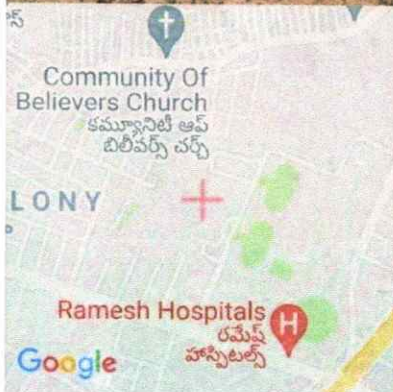 Community Of
Believers Church
కమ్యూనిటీ ఆఫ్
బిలీవర్స్ చర్చ్
LONY
Ramesh Hospitals
రమేష్
హాస్పిటల్స్
H
Google